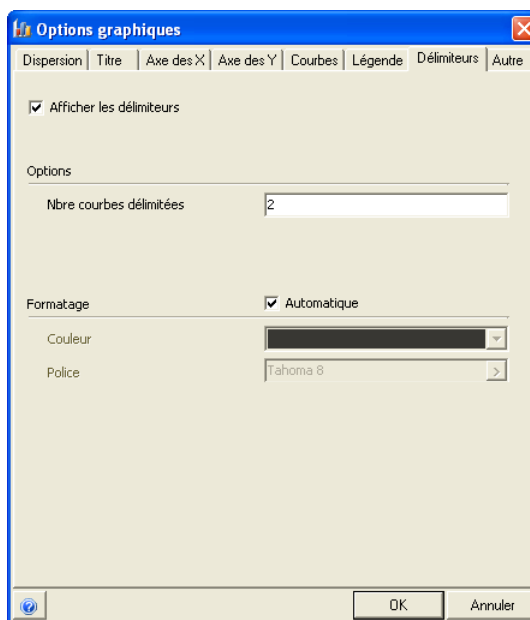 Options graphiques
Dispersion Titre Axe des X Axe des Y Courbes Légende Délimiteurs Autre
Afficher les délimiteurs
Options
Nbre courbes délimitées 2
Formatage Automatique
Couleur
Police Tahoma 8 >
? OK Annuler